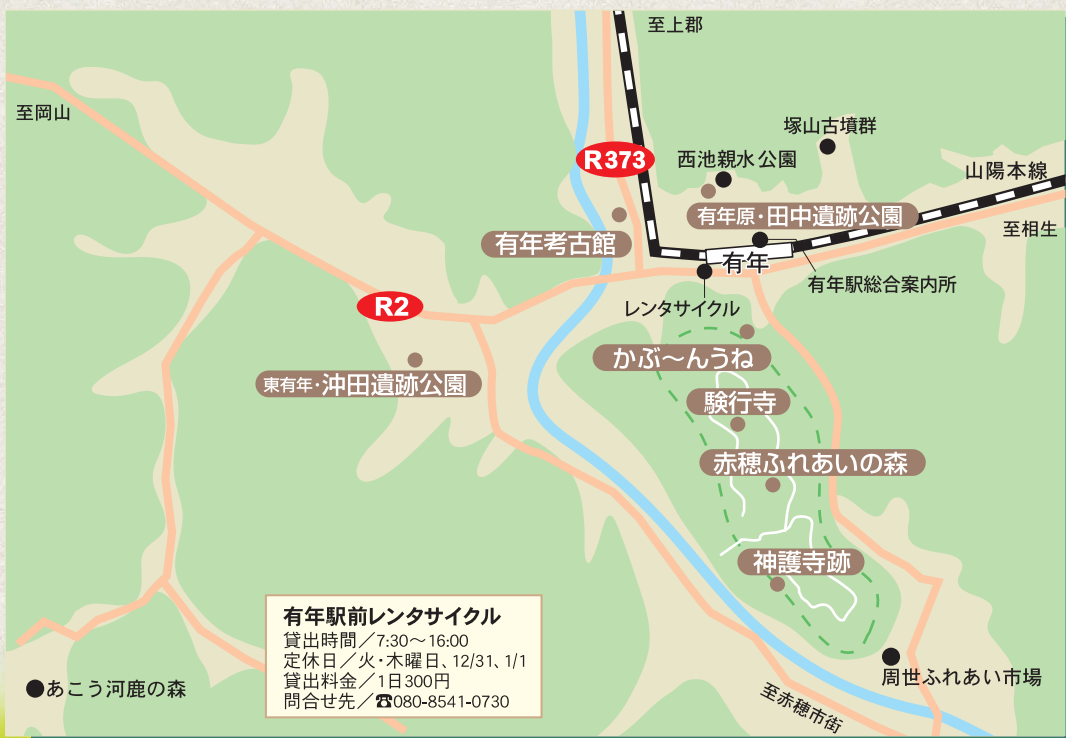 至上郡
至岡山
塚山古墳群
R373
西池親水公園
山陽本線
有年原・田中遺跡公園
至相生
有年考古館
有年
有年駅総合案内所
レンタサイクル
R2
かぶ〜んうね
東有年・沖田遺跡公園
験行寺
赤穂ふれあいの森
神護寺跡
有年駅前レンタサイクル
貸出時間／7:30〜16:00
定休日／火・木曜日、12/31、1/1
貸出料金／1日300円
問合せ先／☎080-8541-0730
あこう河鹿の森
周世ふれあい市場
至赤穂市街